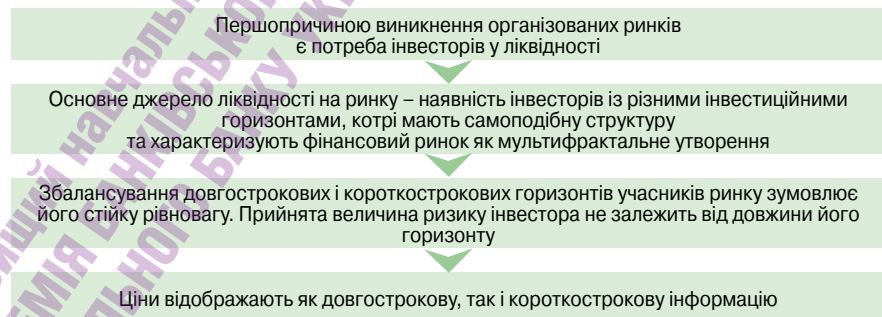 Першопричиною виникнення організованих ринків
є потреба інвесторів у ліквідності
Основне джерело ліквідності на ринку – наявність інвесторів із різними інвестиційними
горизонтами, котрі мають самоподібну структуру
та характеризують фінансовий ринок як мультифрактальне утворення
Збалансування довгострокових і короткострокових горизонтів учасників ринку зумовлює
його стійку рівновагу. Прийнята величина ризику інвестора не залежить від довжини його
горизонту
Ціни відображають як довгострокову, так і короткострокову інформацію